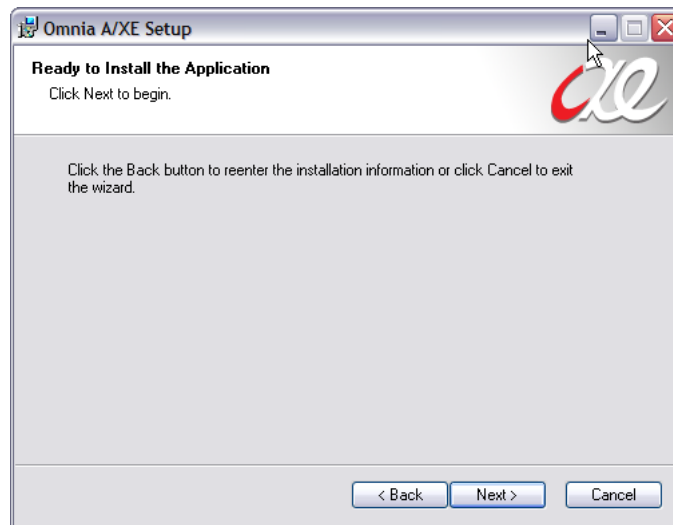 Omnia A/XE Setup
Ready to Install the Application
Click Next to begin.
axe
Click the Back button to reenter the installation information or click Cancel to exit
the wizard.
< Back
Next >
Cancel